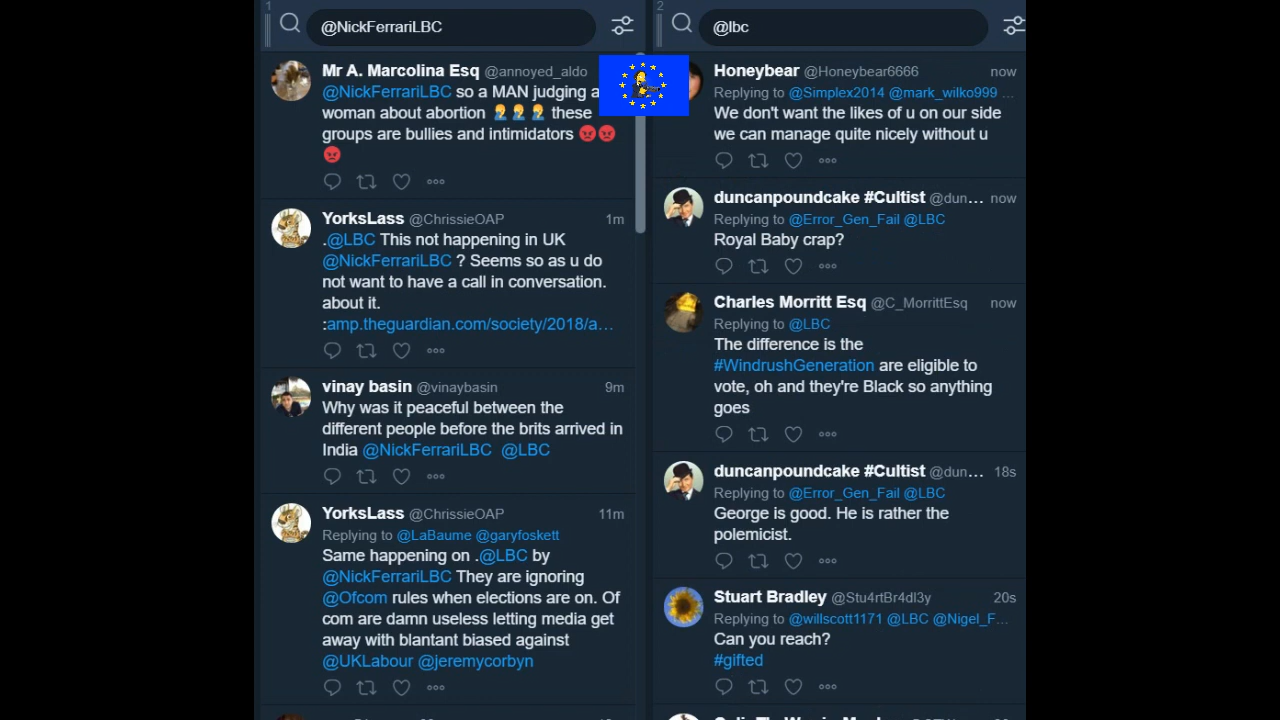 1
@NickFerrariLBC
Mr A. Marcolina Esq @annoyed_aldo
@NickFerrariLBC so a MAN judging a
woman about abortion 🤦‍♂️🤦‍♂️🤦‍♂️ these
groups are bullies and intimidators 😡😡
😡
YorksLass @ChrissieOAP 1m
.@LBC This not happening in UK
@NickFerrariLBC ? Seems so as u do
not want to have a call in conversation.
about it.
:amp.theguardian.com/society/2018/a…
vinay basin @vinaybasin 9m
Why was it peaceful between the
different people before the brits arrived in
India @NickFerrariLBC @LBC
YorksLass @ChrissieOAP 11m
Replying to @LaBaume @garyfoskett
Same happening on .@LBC by
@NickFerrariLBC They are ignoring
@Ofcom rules when elections are on. Of
com are damn useless letting media get
away with blantant biased against
@UKLabour @jeremycorbyn
2
@lbc
Honeybear @Honeybear6666 now
Replying to @Simplex2014 @mark_wilko999 ...
We don't want the likes of u on our side
we can manage quite nicely without u
duncanpoundcake #Cultist @dun... now
Replying to @Error_Gen_Fail @LBC
Royal Baby crap?
Charles Morritt Esq @C_MorrittEsq now
Replying to @LBC
The difference is the
#WindrushGeneration are eligible to
vote, oh and they're Black so anything
goes
duncanpoundcake #Cultist @dun... 18s
Replying to @Error_Gen_Fail @LBC
George is good. He is rather the
polemicist.
Stuart Bradley @Stu4rtBr4dl3y 20s
Replying to @willscott1171 @LBC @Nigel_F...
Can you reach?
#gifted